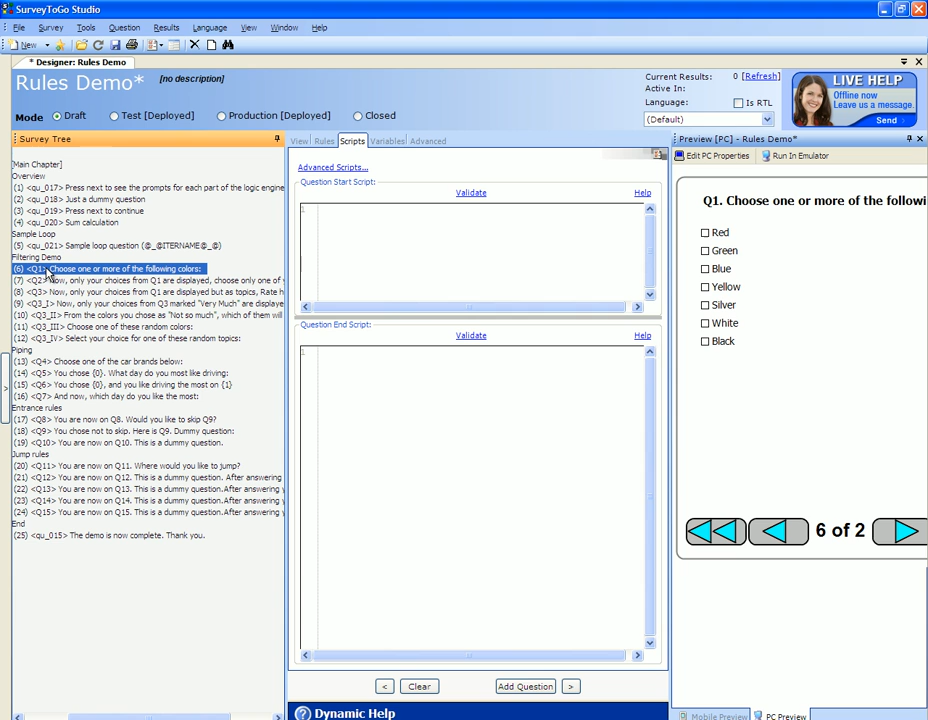 SurveyToGo Studio
File Survey Tools Question Results Language View Window Help
New
* Designer: Rules Demo
Rules Demo* [no description]
Mode Draft Test [Deployed] Production [Deployed] Closed
Current Results: 0 [Refresh]
Active In:
Language: Is RTL
(Default)
LIVE HELP
Offline now
Leave us a message.
Send
Survey Tree
[Main Chapter]
Overview
(1) <qu_017> Press next to see the prompts for each part of the logic engine
(2) <qu_018> Just a dummy question
(3) <qu_019> Press next to continue
(4) <qu_020> Sum calculation
Sample Loop
(5) <qu_021> Sample loop question (@_@ITERNAME@_@)
Filtering Demo
(6) <Q1> Choose one or more of the following colors:
(7) <Q2> Now, only your choices from Q1 are displayed, choose only one of
(8) <Q3> Now, only your choices from Q1 are displayed but as topics, Rate h
(9) <Q3_I> Now, only your choices from Q3 marked "Very Much" are displaye
(10) <Q3_II> From the colors you chose as "Not so much", which of them will
(11) <Q3_III> Choose one of these random colors:
(12) <Q3_IV> Select your choice for one of these random topics:
Piping
(13) <Q4> Choose one of the car brands below:
(14) <Q5> You chose {0}. What day do you most like driving:
(15) <Q6> You chose {0}, and you like driving the most on {1}
(16) <Q7> And now, which day do you like the most:
Entrance rules
(17) <Q8> You are now on Q8. Would you like to skip Q9?
(18) <Q9> You chose not to skip. Here is Q9. Dummy question:
(19) <Q10> You are now on Q10. This is a dummy question.
Jump rules
(20) <Q11> You are now on Q11. Where would you like to jump?
(21) <Q12> You are now on Q12. This is a dummy question. After answering
(22) <Q13> You are now on Q13. This is a dummy question.After answering y
(23) <Q14> You are now on Q14. This is a dummy question.After answering y
(24) <Q15> You are now on Q15. This is a dummy question.After answering y
End
(25) <qu_015> The demo is now complete. Thank you.
View Rules Scripts Variables Advanced
Advanced Scripts...
Question Start Script:
Validate Help
1
Question End Script:
Validate Help
1
< Clear Add Question >
Dynamic Help
Preview [PC] - Rules Demo*
Edit PC Properties Run In Emulator
Q1. Choose one or more of the followi
Red
Green
Blue
Yellow
Silver
White
Black
6 of 2
Mobile Preview PC Preview